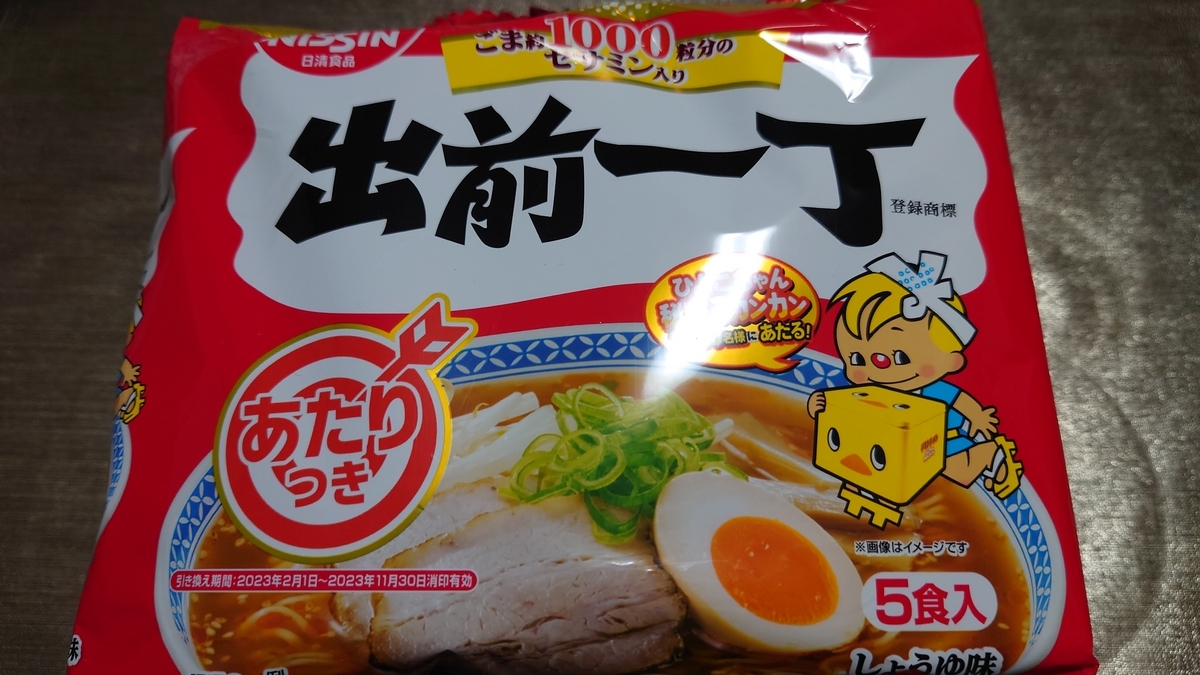 NISSIN
日清食品
ごま約1000粒分の
セサミン入り
出前一丁
登録商標
あたる!
あたり
つき
※画像はイメージです
引き換え期間:2023年2月1日~2023年11月30日消印有効
5食入
しょうゆ味
味